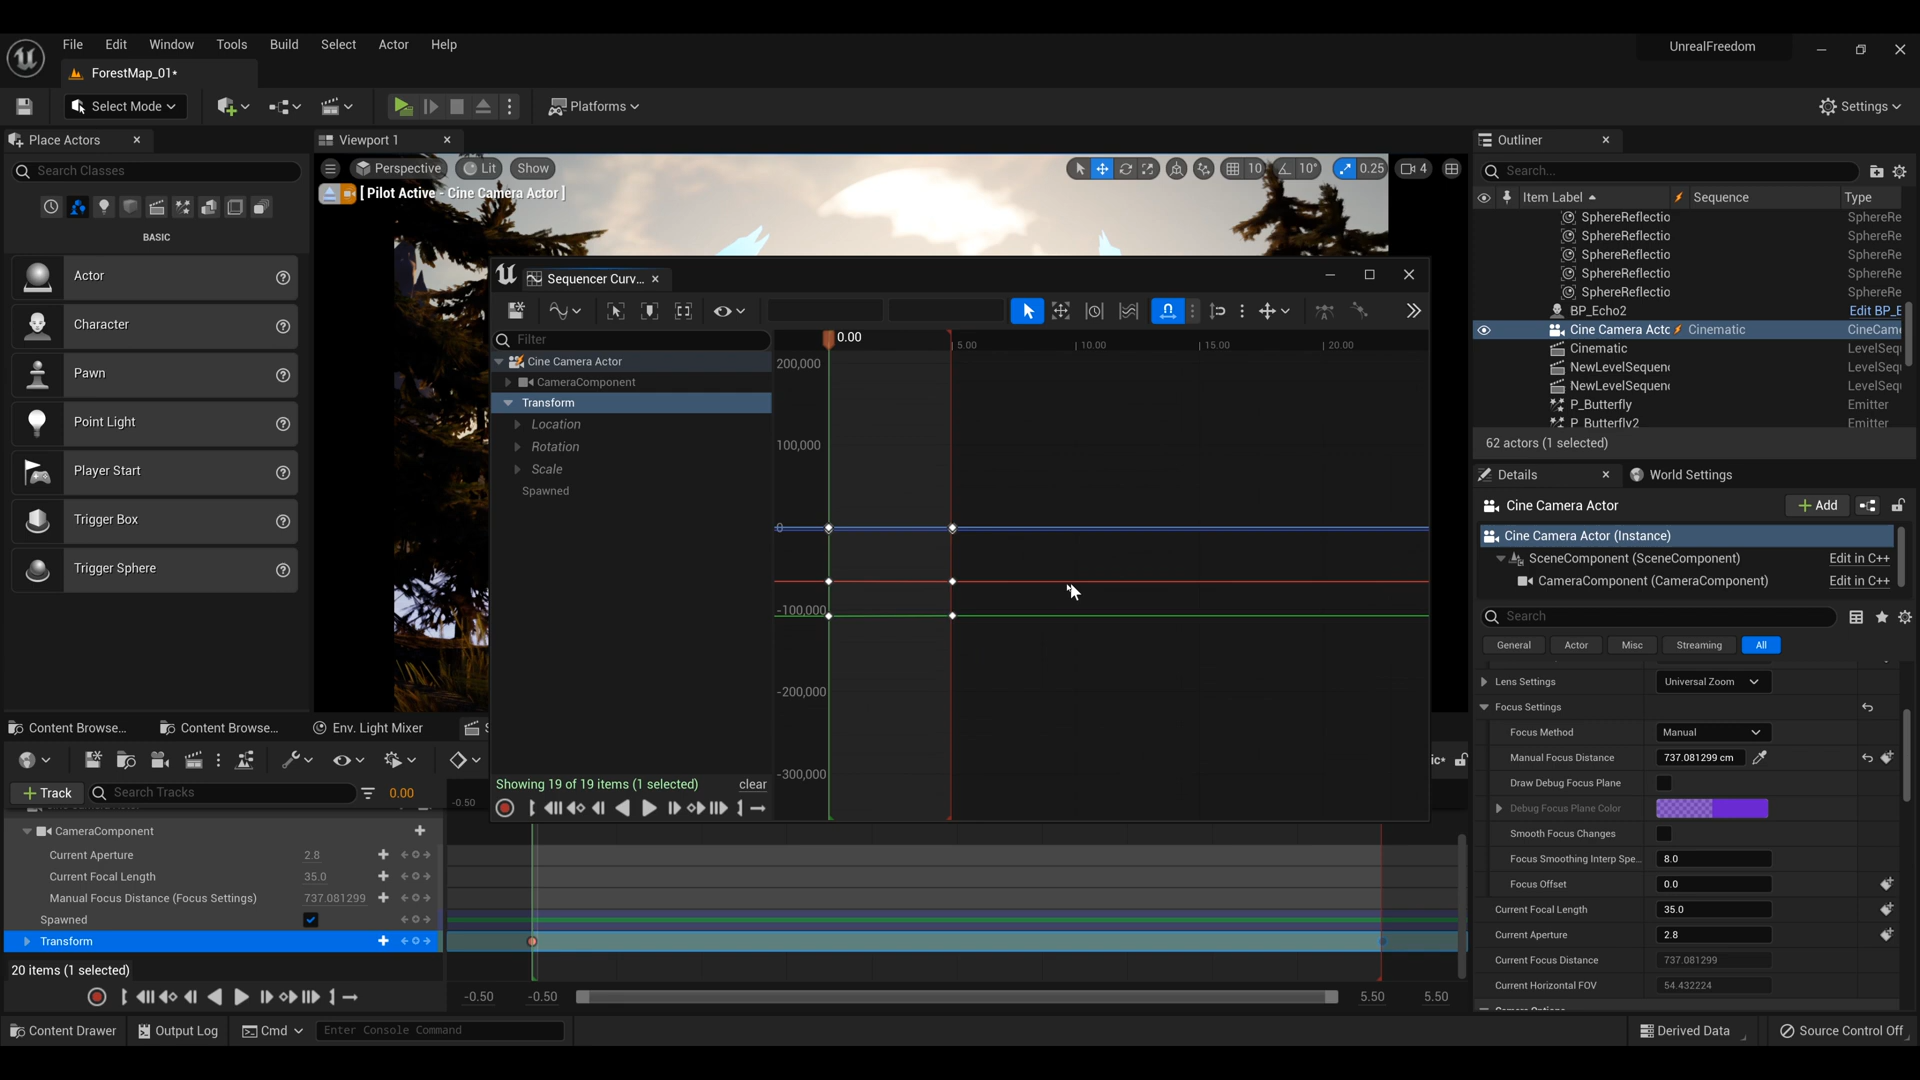 File Edit Window Tools Build Select Actor Help
UnrealFreedom
ForestMap_01*
Select Mode
Platforms
Settings
Place Actors
Viewport 1
Outliner
Search Classes
Perspective Lit Show
10 10° 0.25 4
Search...
[ Pilot Active - Cine Camera Actor ]
Item Label Sequence Type
BASIC
SphereReflectio SphereRe
SphereReflectio SphereRe
SphereReflectio SphereRe
SphereReflectio SphereRe
SphereReflectio SphereRe
BP_Echo2 Edit BP_E
Cine Camera Actc Cinematic CineCame
Cinematic LevelSequ
NewLevelSequenc LevelSequ
NewLevelSequenc LevelSequ
P_Butterfly Emitter
P_Butterfly2 Emitter
62 actors (1 selected)
Actor
Character
Pawn
Point Light
Player Start
Trigger Box
Trigger Sphere
Sequencer Curv...
Filter
Cine Camera Actor
CameraComponent
Transform
Location
Rotation
Scale
Spawned
0.00
5.00 10.00 15.00 20.00
200,000
100,000
0
-100,000
-200,000
-300,000
Showing 19 of 19 items (1 selected) clear
Details
World Settings
Cine Camera Actor
Add
Cine Camera Actor (Instance)
SceneComponent (SceneComponent) Edit in C++
CameraComponent (CameraComponent) Edit in C++
Search
General Actor Misc Streaming All
Lens Settings Universal Zoom
Focus Settings
Focus Method Manual
Manual Focus Distance 737.081299 cm
Draw Debug Focus Plane
Debug Focus Plane Color
Smooth Focus Changes
Focus Smoothing Interp Spe... 8.0
Focus Offset 0.0
Current Focal Length 35.0
Current Aperture 2.8
Current Focus Distance 737.081299
Current Horizontal FOV 54.432224
Content Browse...
Content Browse...
Env. Light Mixer
ic*
Track
Search Tracks
0.00
-0.50
CameraComponent
Current Aperture 2.8
Current Focal Length 35.0
Manual Focus Distance (Focus Settings) 737.081299
Spawned
Transform
20 items (1 selected)
-0.50 -0.50 5.50 5.50
Content Drawer
Output Log
Cmd
Enter Console Command
Derived Data
Source Control Off